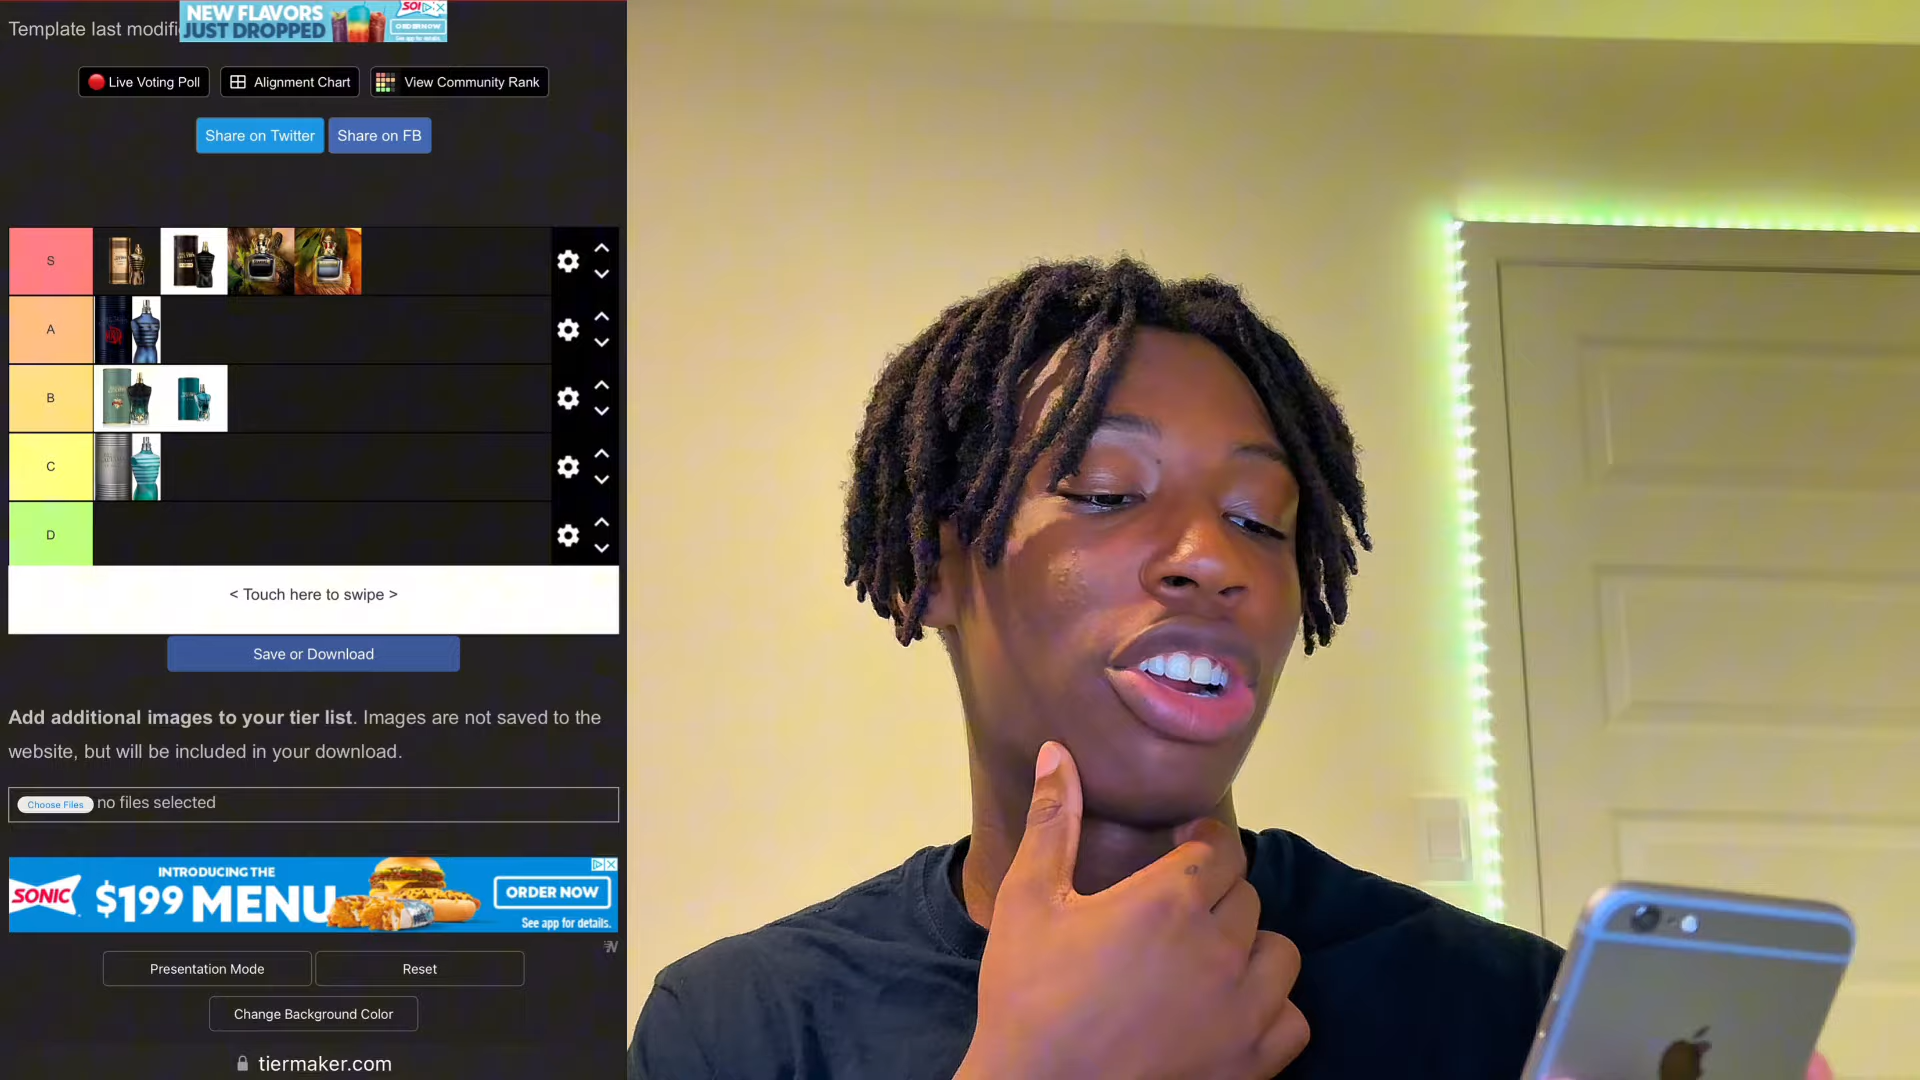 Template last modifi
NEW FLAVORS
JUST DROPPED
ORDER NOW
Live Voting Poll
Alignment Chart
View Community Rank
Share on Twitter
Share on FB
S
A
B
C
D
< Touch here to swipe >
Save or Download
Add additional images to your tier list. Images are not saved to the
website, but will be included in your download.
Choose Files no files selected
INTRODUCING THE
SONIC
$199 MENU
ORDER NOW
See app for details.
Presentation Mode
Reset
Change Background Color
tiermaker.com